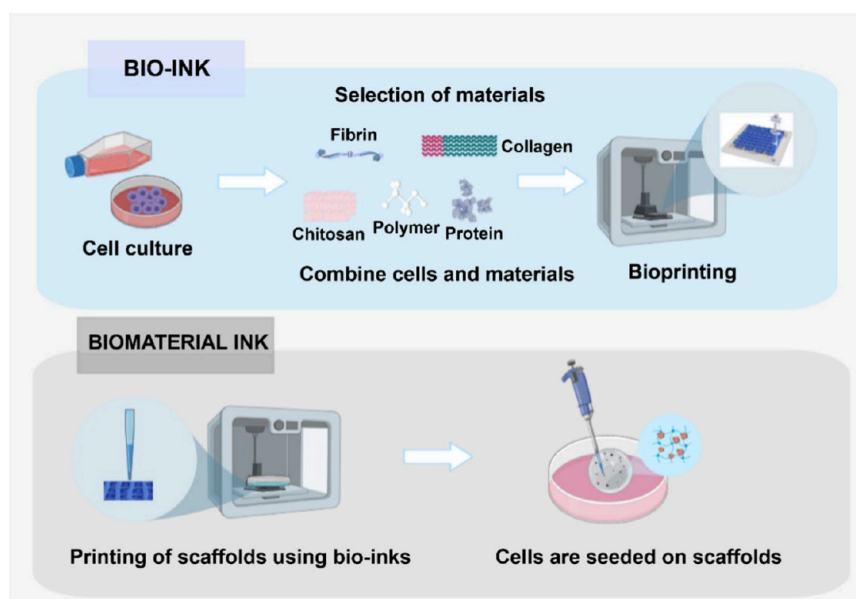 BIO-INK
Selection of materials
Fibrin
Collagen
Chitosan
Polymer
Protein
Cell culture
Combine cells and materials
Bioprinting
BIOMATERIAL INK
Printing of scaffolds using bio-inks
Cells are seeded on scaffolds